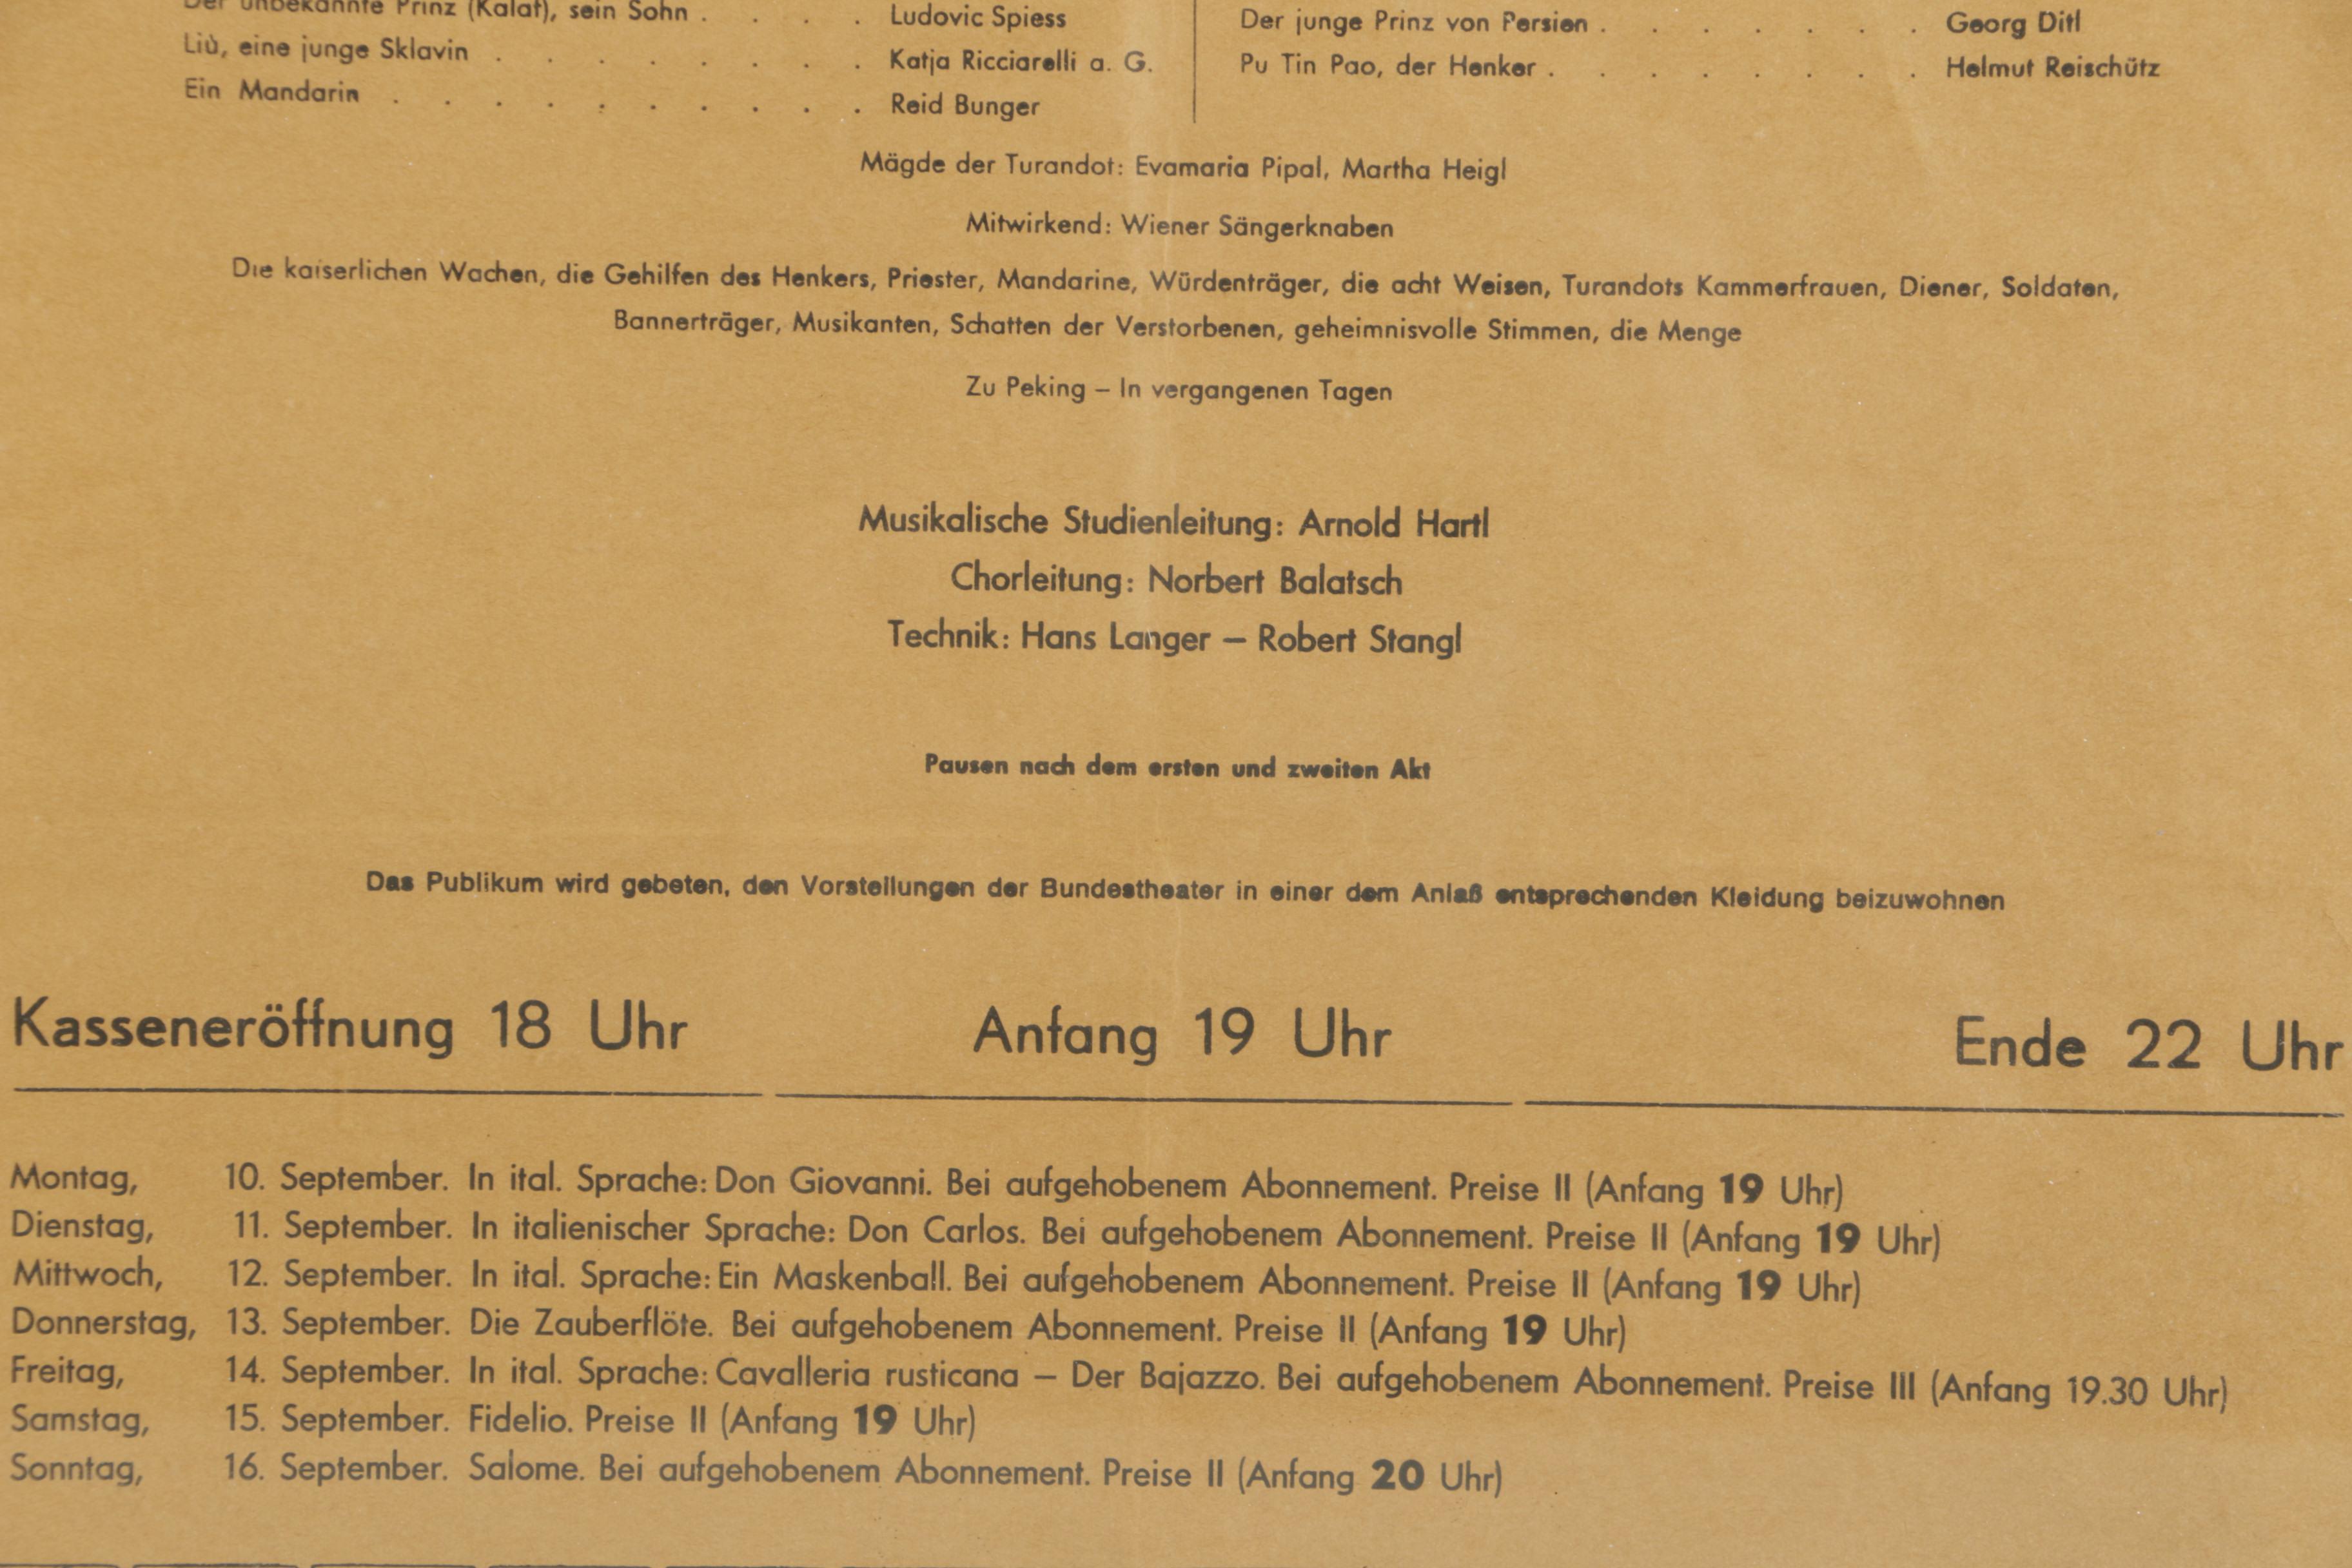 Der unbekannte Prinz (Kalaf), sein Sohn . . . . Ludovic Spiess
Liù, eine junge Sklavin . . . . . . . . Katja Ricciarelli a. G.
Ein Mandarin . . . . . . . . . . Reid Bunger
Der junge Prinz von Persien . . . . . . . Georg Ditl
Pu Tin Pao, der Henker . . . . . . . . Helmut Reischütz
Mägde der Turandot: Evamaria Pipal, Martha Heigl
Mitwirkend: Wiener Sängerknaben
Die kaiserlichen Wachen, die Gehilfen des Henkers, Priester, Mandarine, Würdenträger, die acht Weisen, Turandots Kammerfrauen, Diener, Soldaten,
Bannerträger, Musikanten, Schatten der Verstorbenen, geheimnisvolle Stimmen, die Menge
Zu Peking – In vergangenen Tagen
Musikalische Studienleitung: Arnold Hartl
Chorleitung: Norbert Balatsch
Technik: Hans Langer – Robert Stangl
Pausen nach dem ersten und zweiten Akt
Das Publikum wird gebeten, den Vorstellungen der Bundestheater in einer dem Anlaß entsprechenden Kleidung beizuwohnen
Kasseneröffnung 18 Uhr Anfang 19 Uhr Ende 22 Uhr
Montag, 10. September. In ital. Sprache: Don Giovanni. Bei aufgehobenem Abonnement. Preise II (Anfang 19 Uhr)
Dienstag, 11. September. In italienischer Sprache: Don Carlos. Bei aufgehobenem Abonnement. Preise II (Anfang 19 Uhr)
Mittwoch, 12. September. In ital. Sprache: Ein Maskenball. Bei aufgehobenem Abonnement. Preise II (Anfang 19 Uhr)
Donnerstag, 13. September. Die Zauberflöte. Bei aufgehobenem Abonnement. Preise II (Anfang 19 Uhr)
Freitag, 14. September. In ital. Sprache: Cavalleria rusticana – Der Bajazzo. Bei aufgehobenem Abonnement. Preise III (Anfang 19.30 Uhr)
Samstag, 15. September. Fidelio. Preise II (Anfang 19 Uhr)
Sonntag, 16. September. Salome. Bei aufgehobenem Abonnement. Preise II (Anfang 20 Uhr)